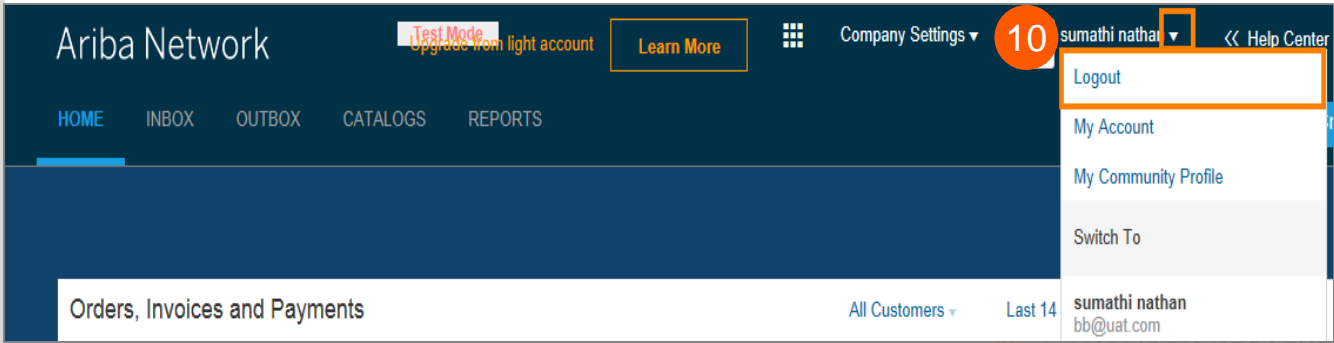 Ariba Network
Test Mode
Upgrade from light account
Learn More
Company Settings
10
sumathi nathan
<< Help Center
HOME INBOX OUTBOX CATALOGS REPORTS
Logout
My Account
My Community Profile
Switch To
sumathi nathan
bb@uat.com
Orders, Invoices and Payments
All Customers
Last 14